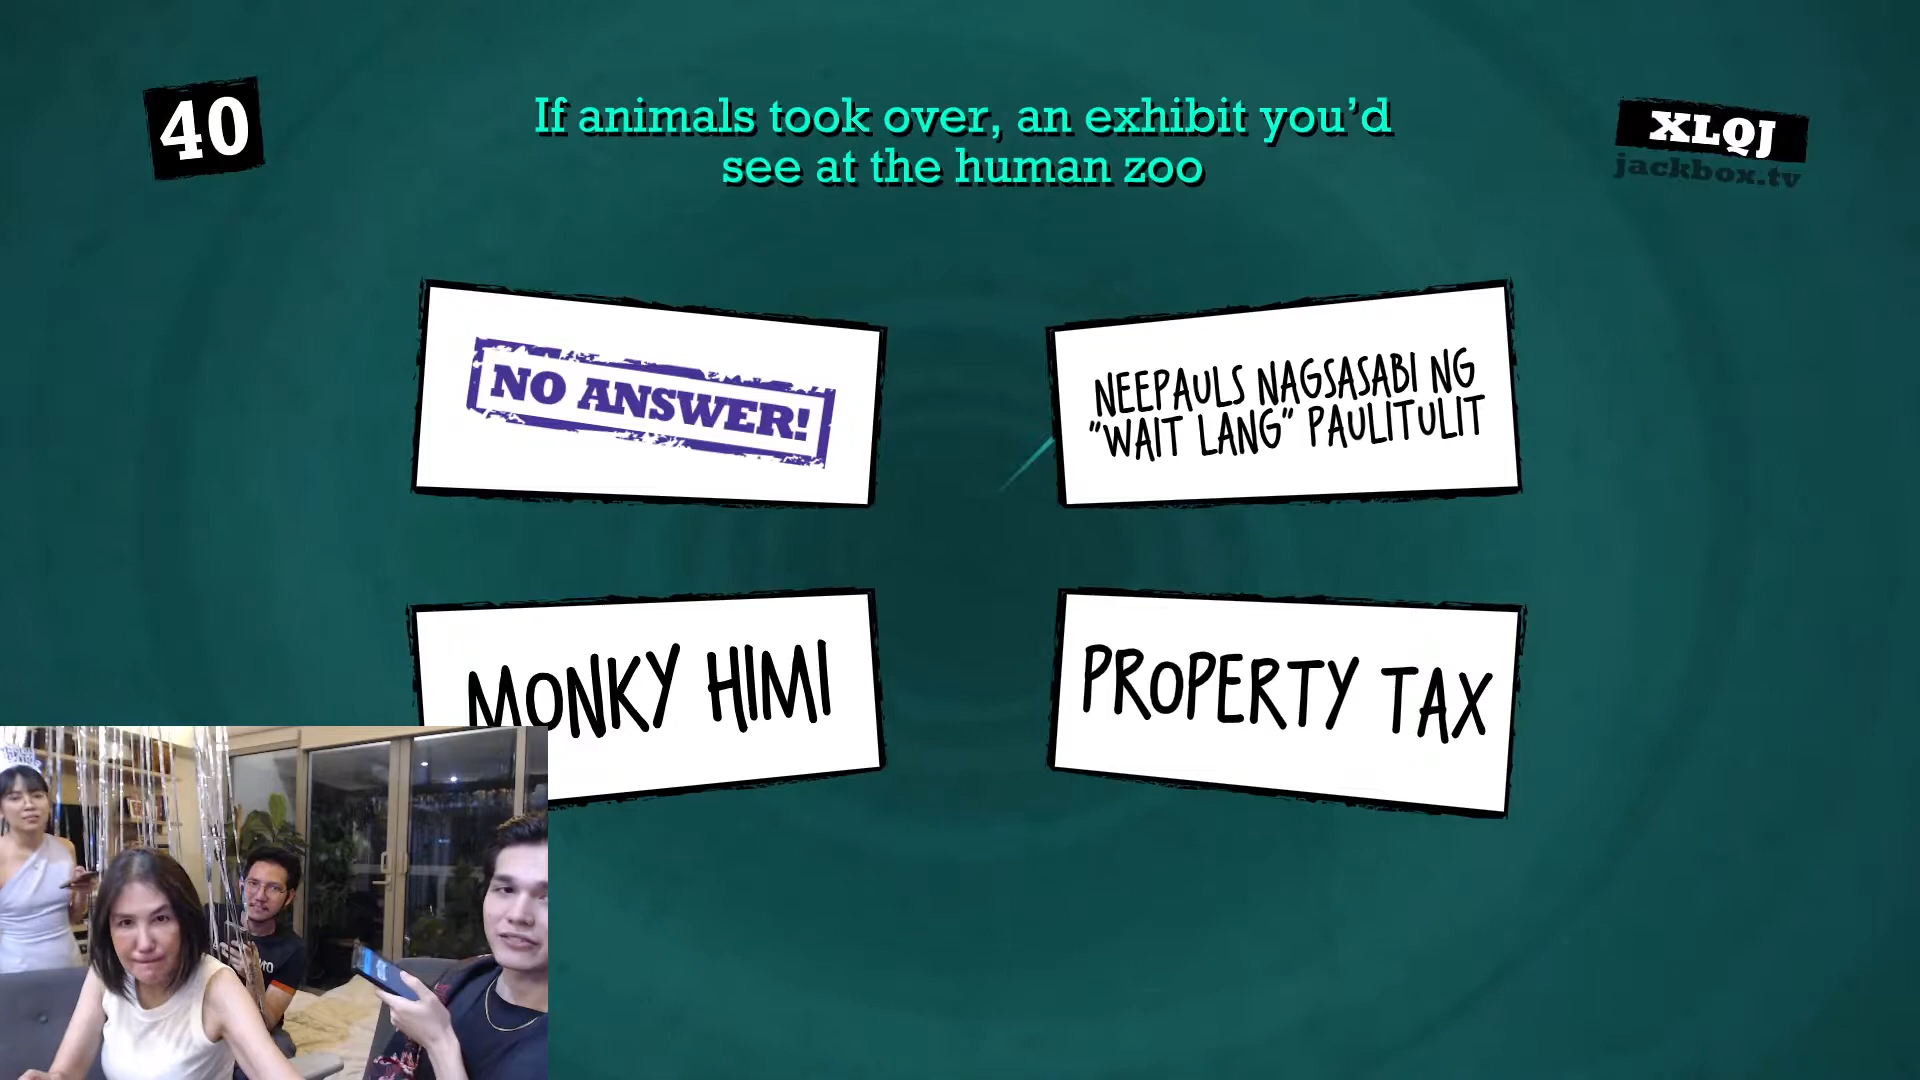 40
If animals took over, an exhibit you'd
see at the human zoo
XLQJ
jackbox.tv
NO ANSWER!
NEEPAULS NAGSASABI NG
"WAIT LANG" PAULITULIT
MONKY HIMI
PROPERTY TAX